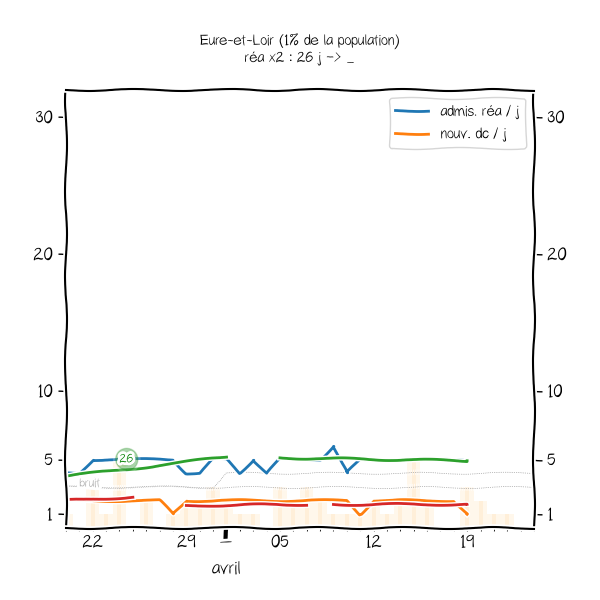 Eure-et-Loir (1% de la population)
réa x2 : 26 j -> _
admis. réa / j
nouv. dc / j
30
30
20
20
10
10
26
5
5
bruit
1
1
22
29
05
12
19
avril